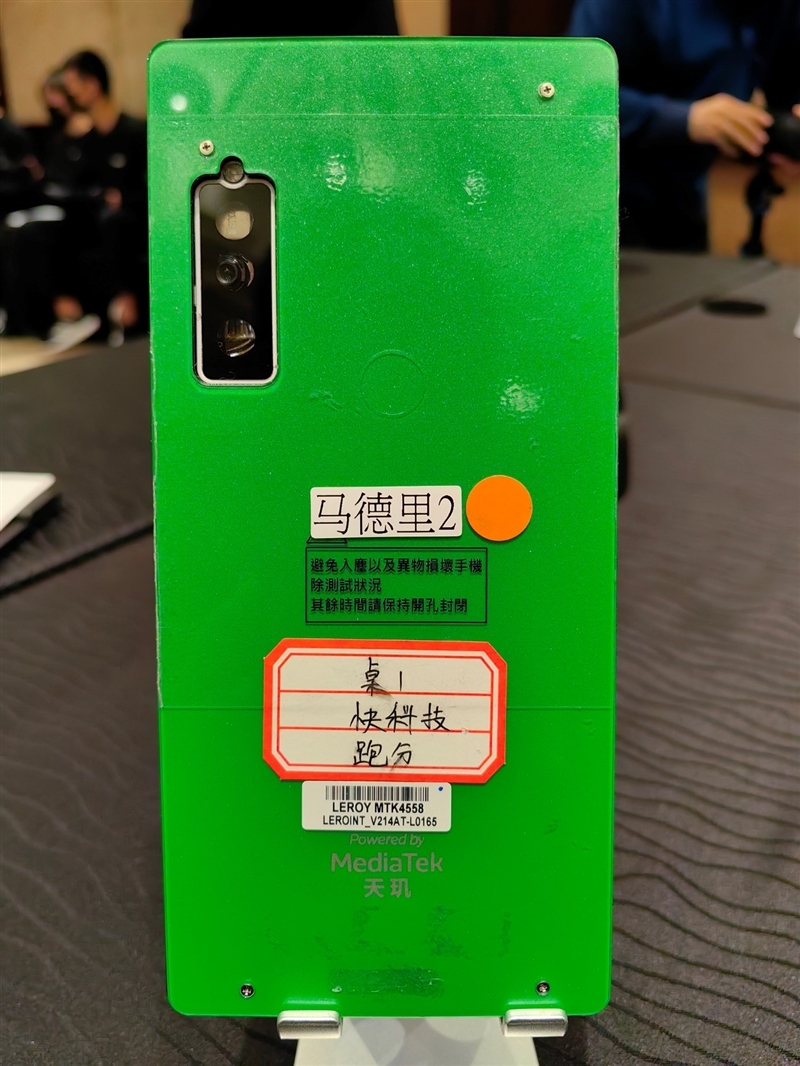 马德里2
避免入塵以及異物損壞手機
除測試狀況
其餘時間請保持開孔封閉
桌1
快科技
跑分
LEROY MTK4558
LEROINT_V214AT-L0165
Powered by
MediaTek
天玑